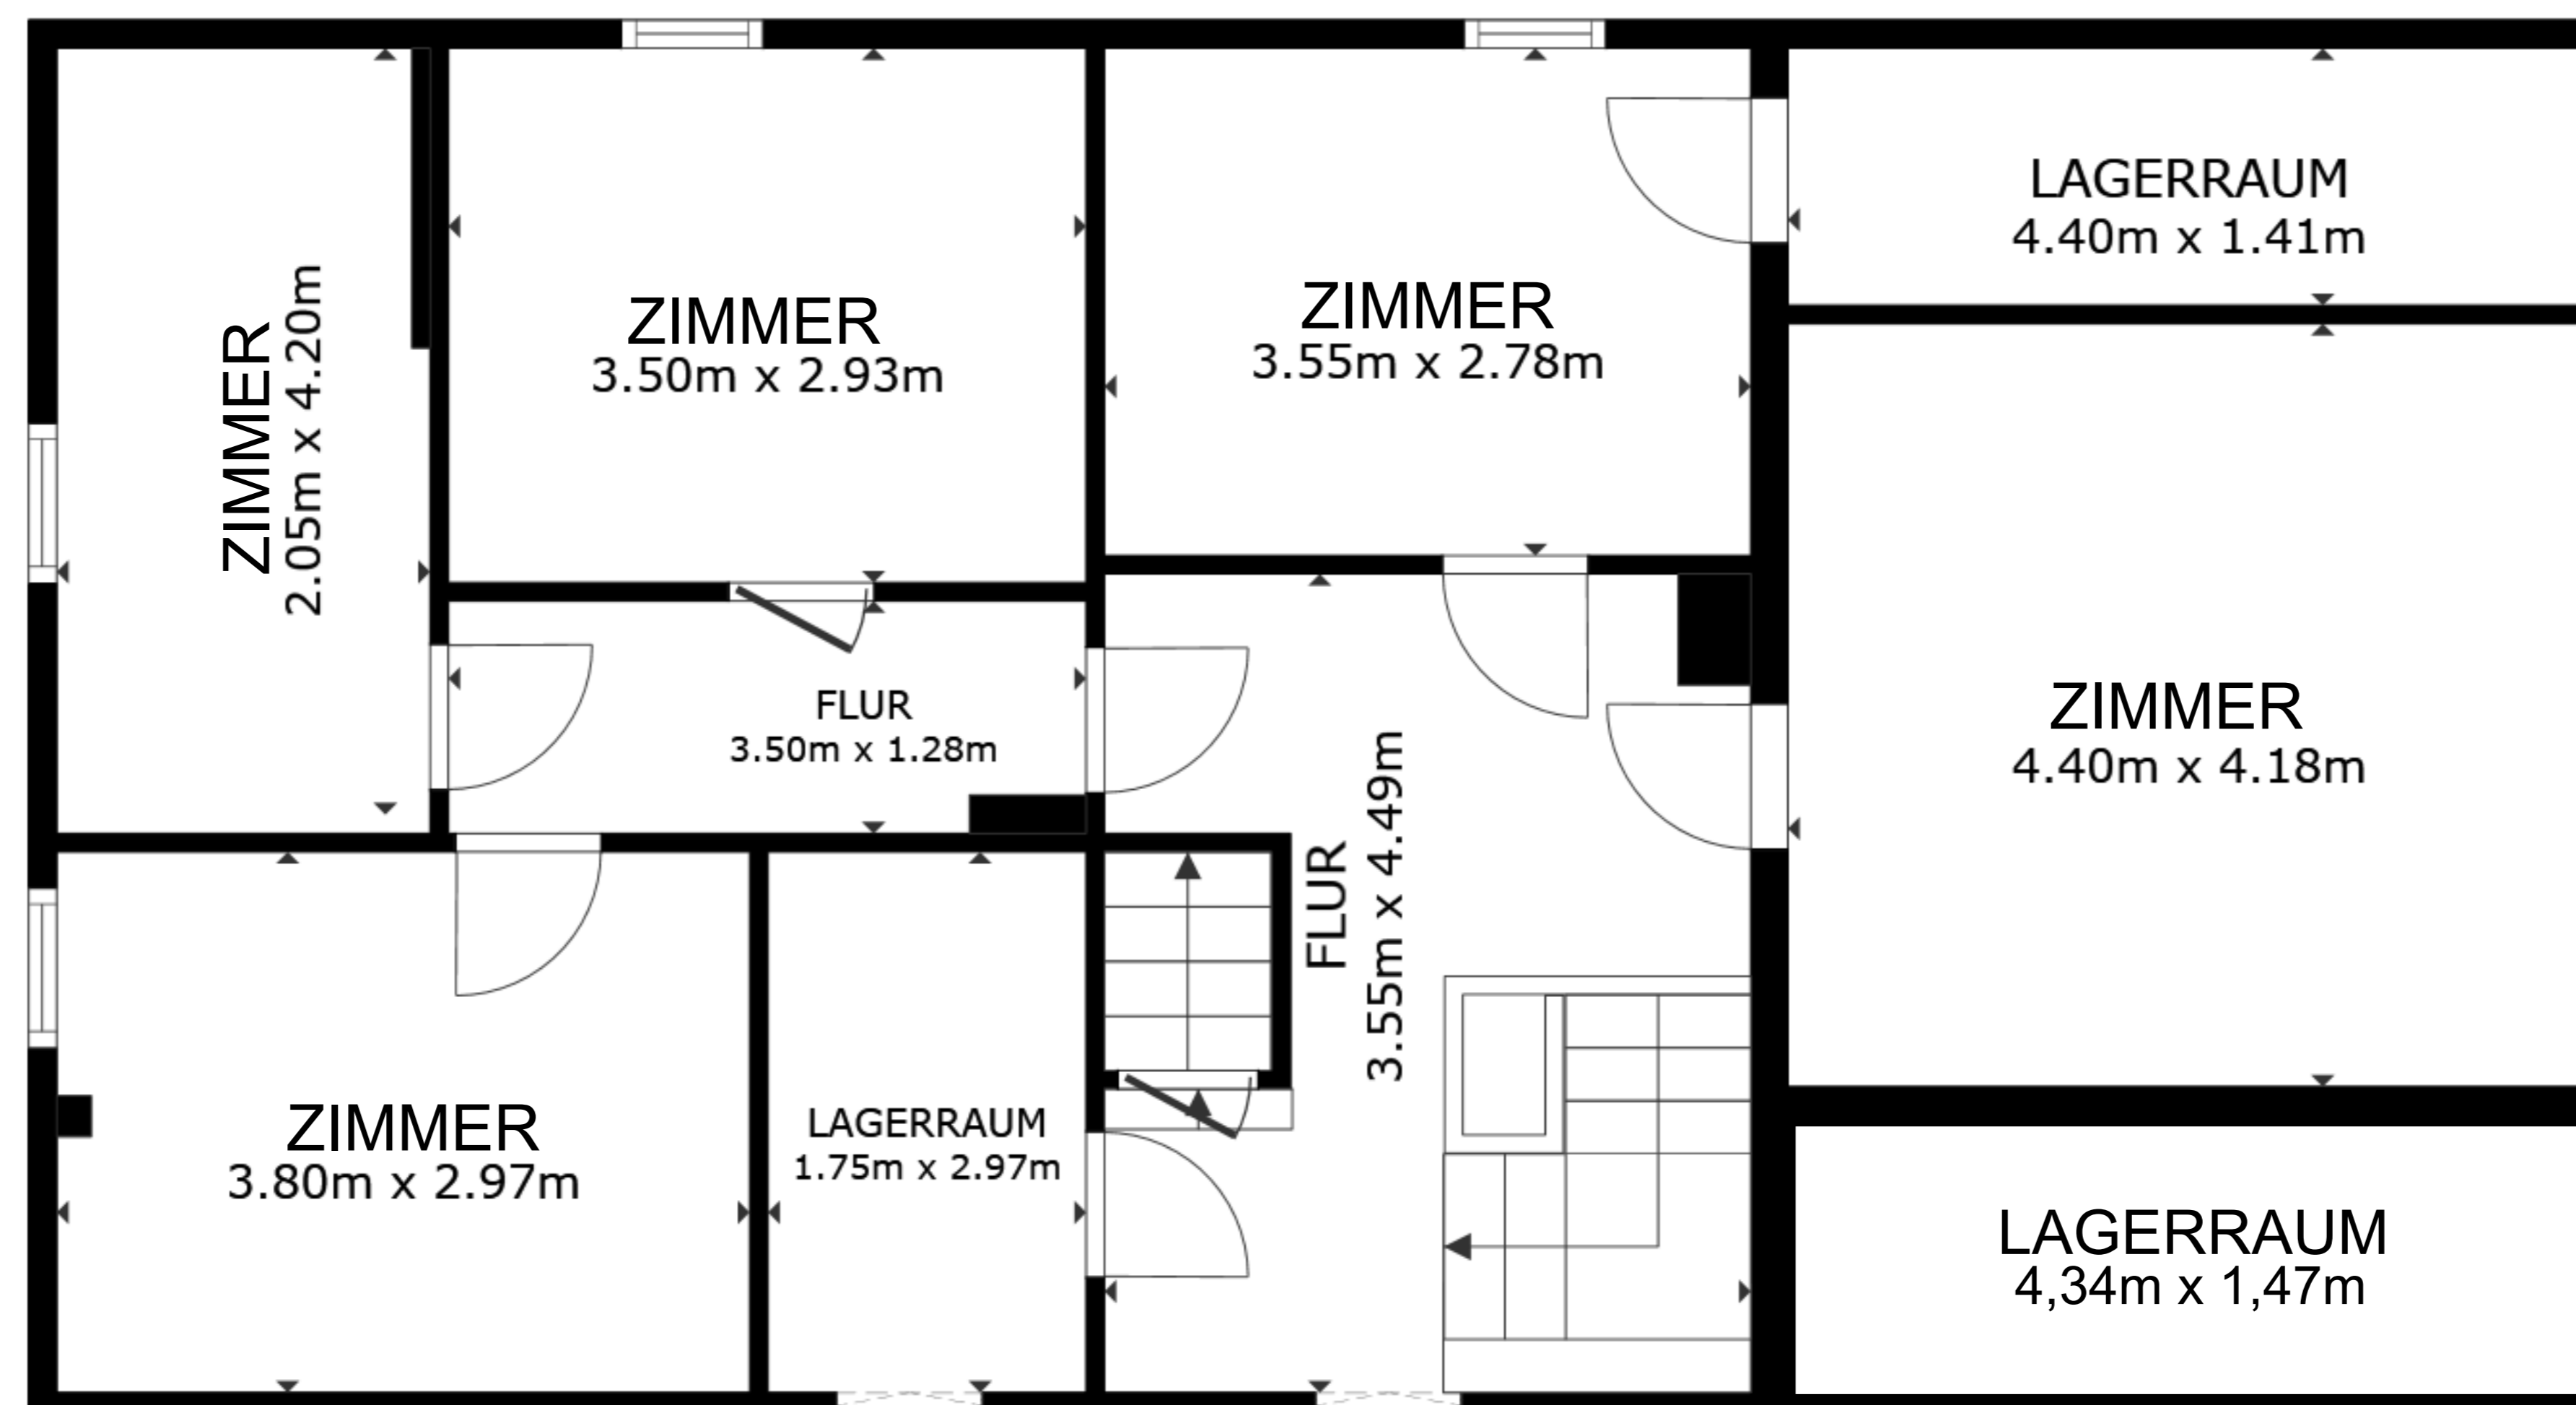 ZIMMER
2.05m x 4.20m
ZIMMER
3.50m x 2.93m
ZIMMER
3.55m x 2.78m
LAGERRAUM
4.40m x 1.41m
FLUR
3.50m x 1.28m
FLUR
3.55m x 4.49m
ZIMMER
4.40m x 4.18m
ZIMMER
3.80m x 2.97m
LAGERRAUM
1.75m x 2.97m
LAGERRAUM
4,34m x 1,47m